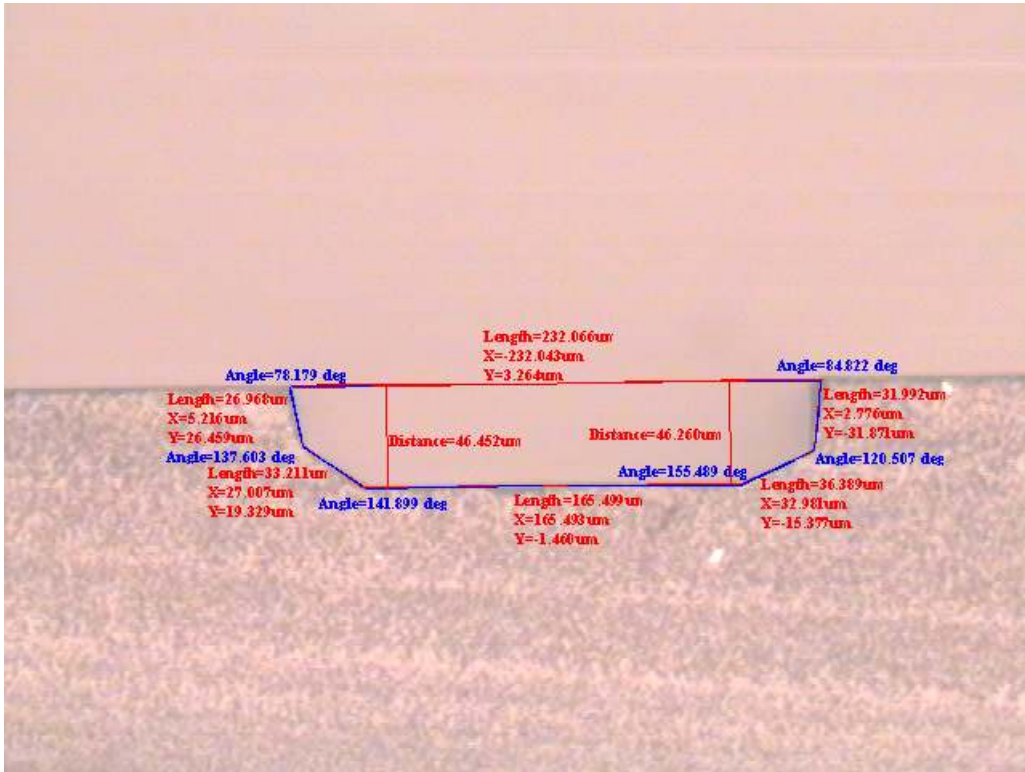 Length=232.066um
X=-232.043um
Y=3.264um
Angle=78.179 deg
Angle=84.822 deg
Length=26.968um
X=5.216um
Y=26.459um
Length=31.992um
X=2.776um
Y=-31.871um
Distance=46.452um
Distance=46.260um
Angle=137.603 deg
Angle=120.507 deg
Length=33.211um
X=27.007um
Y=19.329um
Angle=155.489 deg
Length=36.389um
X=32.981um
Y=-15.377um
Angle=141.899 deg
Length=165.499um
X=165.493um
Y=-1.460um